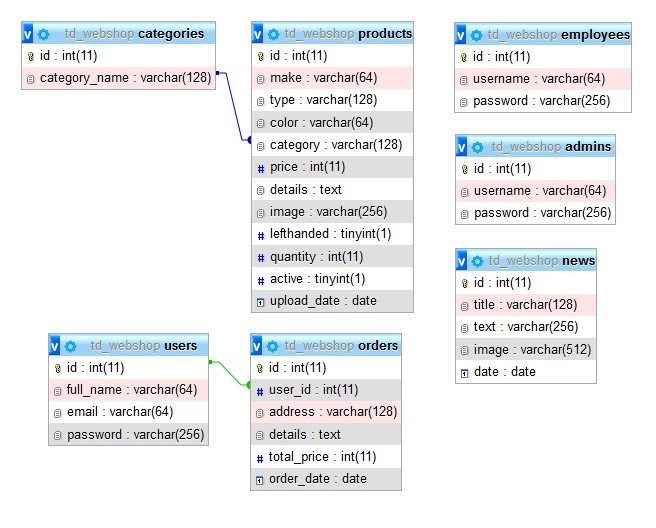 v td_webshop categories
id : int(11)
category_name : varchar(128)
v td_webshop products
id : int(11)
make : varchar(64)
type : varchar(128)
color : varchar(64)
category : varchar(128)
# price : int(11)
details : text
image : varchar(256)
# lefthanded : tinyint(1)
# quantity : int(11)
# active : tinyint(1)
upload_date : date
v td_webshop employees
id : int(11)
username : varchar(64)
password : varchar(256)
v td_webshop admins
id : int(11)
username : varchar(64)
password : varchar(256)
v td_webshop news
id : int(11)
title : varchar(128)
text : varchar(256)
image : varchar(512)
date : date
v td_webshop users
id : int(11)
full_name : varchar(64)
email : varchar(64)
password : varchar(256)
v td_webshop orders
id : int(11)
# user_id : int(11)
address : varchar(128)
details : text
# total_price : int(11)
order_date : date